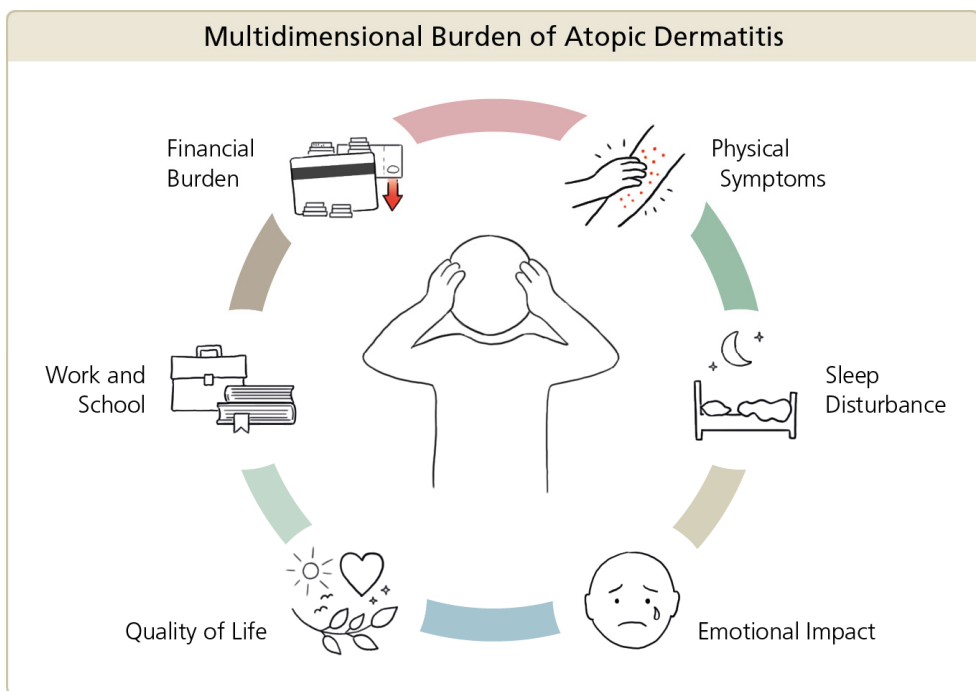 Multidimensional Burden of Atopic Dermatitis
Financial
Burden
Physical
Symptoms
Work and
School
Sleep
Disturbance
Quality of Life
Emotional Impact